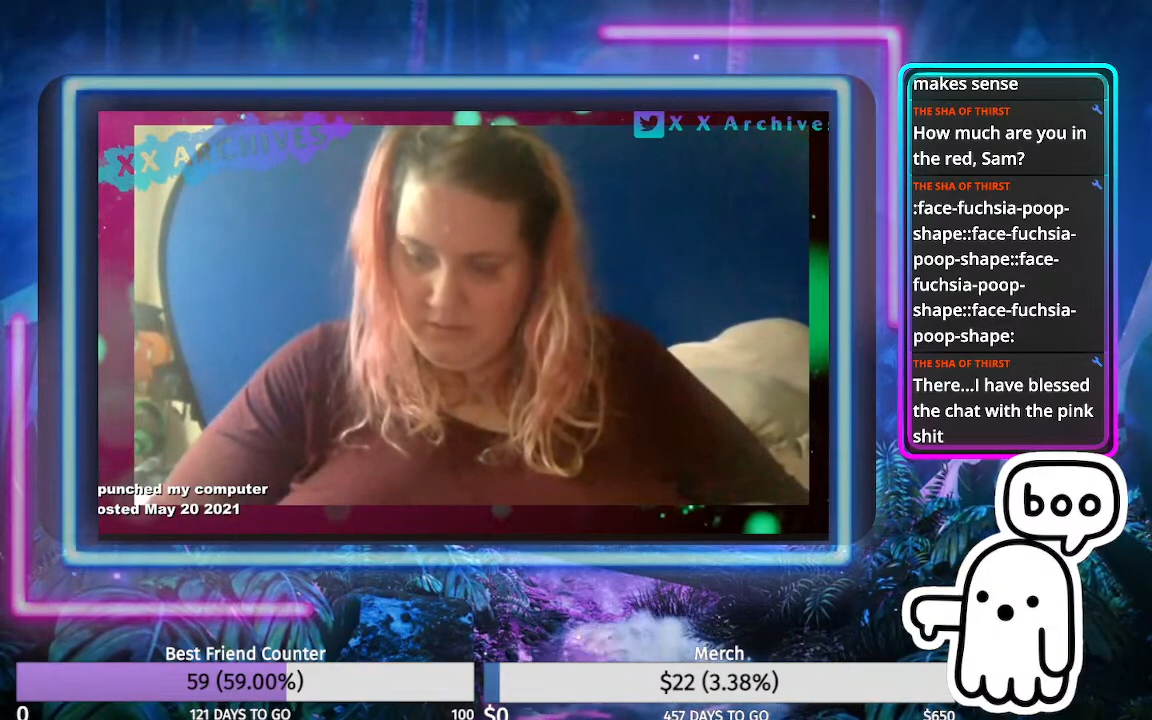 XX ARCHIVES
X X Archive
makes sense
THE SHA OF THIRST
How much are you in
the red, Sam?
THE SHA OF THIRST
:face-fuchsia-poop-
shape::face-fuchsia-
poop-shape::face-
fuchsia-poop-
shape::face-fuchsia-
poop-shape:
THE SHA OF THIRST
There...I have blessed
the chat with the pink
shit
punched my computer
osted May 20 2021
boo
Best Friend Counter
59 (59.00%)
0
121 DAYS TO GO
100
Merch
$22 (3.38%)
$0
457 DAYS TO GO
$650